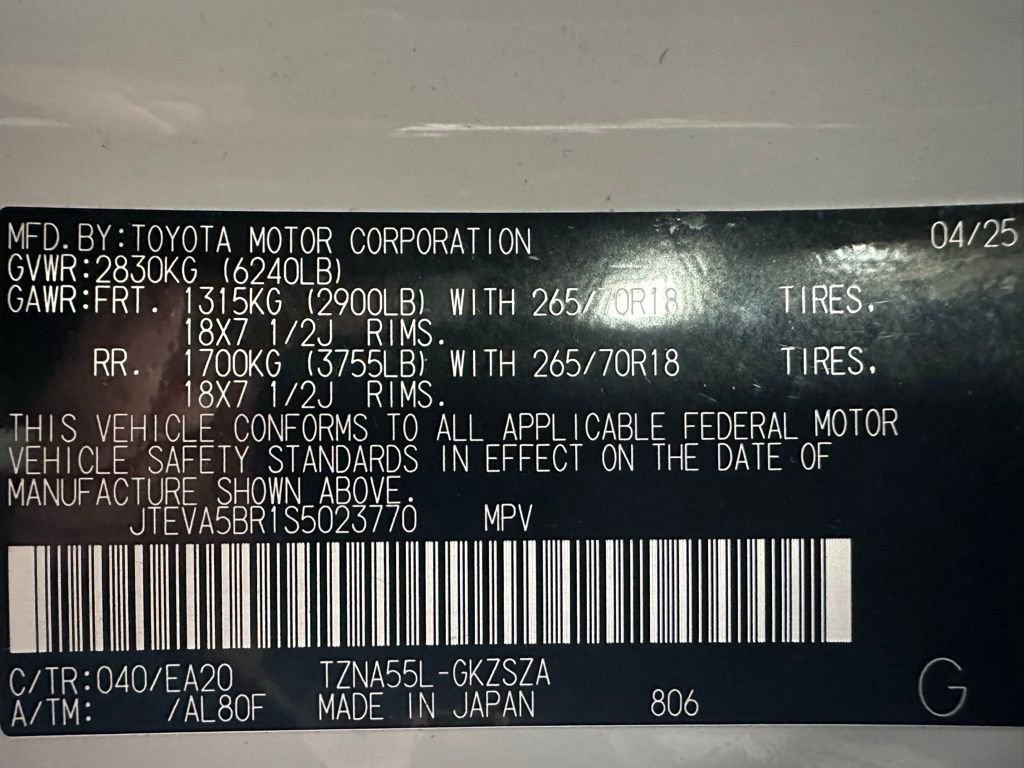 MFD.BY:TOYOTA MOTOR CORPORATION 04/25
GVWR:2830KG (6240LB)
GAWR:FRT. 1315KG (2900LB) WITH 265/70R18 TIRES,
18X7 1/2J RIMS.
RR. 1700KG (3755LB) WITH 265/70R18 TIRES,
18X7 1/2J RIMS.
THIS VEHICLE CONFORMS TO ALL APPLICABLE FEDERAL MOTOR
VEHICLE SAFETY STANDARDS IN EFFECT ON THE DATE OF
MANUFACTURE SHOWN ABOVE.
JTEVA5BR1S5023770 MPV
C/TR:040/EA20 TZNA55L-GKZSZA
A/TM: /AL80F MADE IN JAPAN 806 G